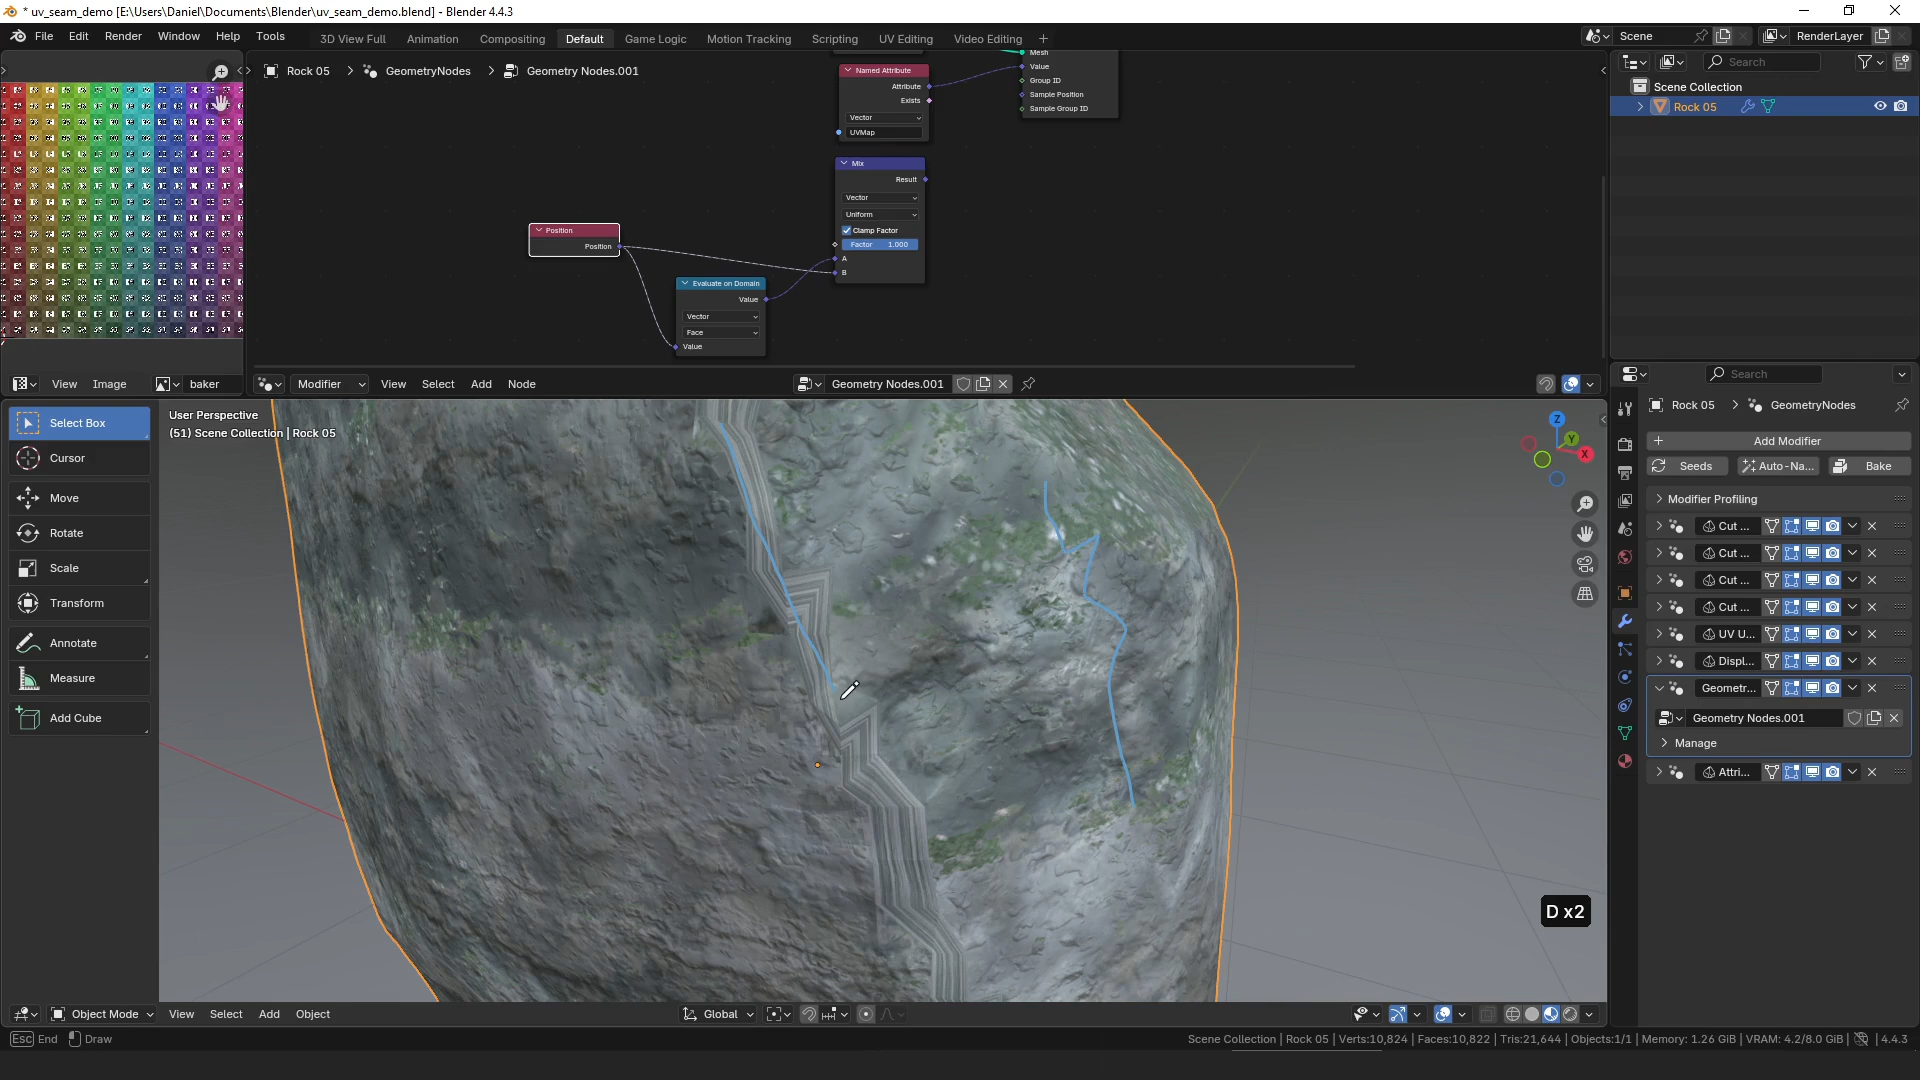 * uv_seam_demo [E:\Users\Daniel\Documents\Blender\uv_seam_demo.blend] - Blender 4.4.3
File Edit Render Window Help Tools
3D View Full Animation Compositing Default Game Logic Motion Tracking Scripting UV Editing Video Editing +
Scene RenderLayer
Rock 05 > GeometryNodes > Geometry Nodes.001
Mesh
Value
Group ID
Sample Position
Sample Group ID
Named Attribute
Attribute
Exists
Vector
UVMap
Mix
Result
Vector
Uniform
Clamp Factor
Factor 1.000
A
B
Position
Position
Evaluate on Domain
Value
Vector
Face
Value
Search
Scene Collection
Rock 05
View Image baker
Modifier View Select Add Node Geometry Nodes.001
Search
Select Box
Cursor
Move
Rotate
Scale
Transform
Annotate
Measure
Add Cube
User Perspective
(51) Scene Collection | Rock 05
Z
Y
X
D x2
Rock 05 > GeometryNodes
Add Modifier
Seeds Auto-Na... Bake
Modifier Profiling
Cut ...
Cut ...
Cut ...
Cut ...
UV U...
Displ...
Geometr...
Geometry Nodes.001
Manage
Attri...
Object Mode View Select Add Object Global
Esc End Draw
Scene Collection | Rock 05 | Verts:10,824 | Faces:10,822 | Tris:21,644 | Objects:1/1 | Memory: 1.26 GiB | VRAM: 4.2/8.0 GiB | 4.4.3